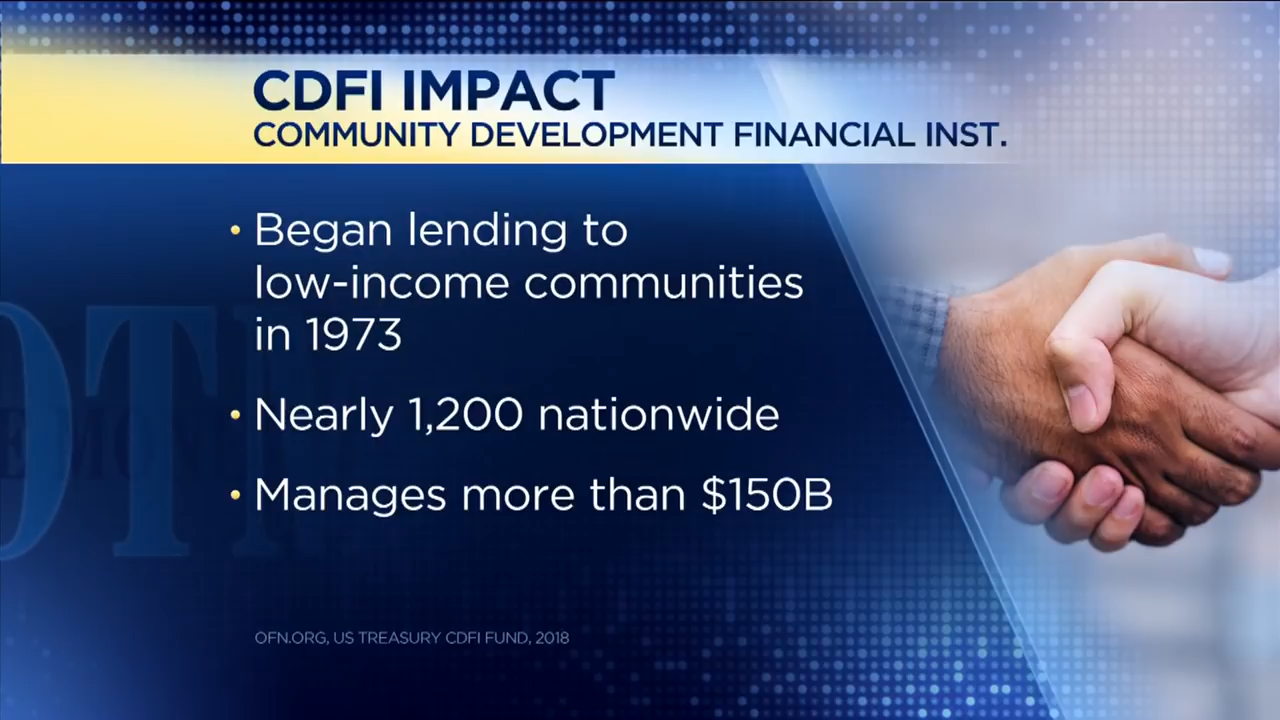 CDFI IMPACT
COMMUNITY DEVELOPMENT FINANCIAL INST.
• Began lending to
low-income communities
in 1973
• Nearly 1,200 nationwide
• Manages more than $150B
OFN.ORG, US TREASURY CDFI FUND, 2018